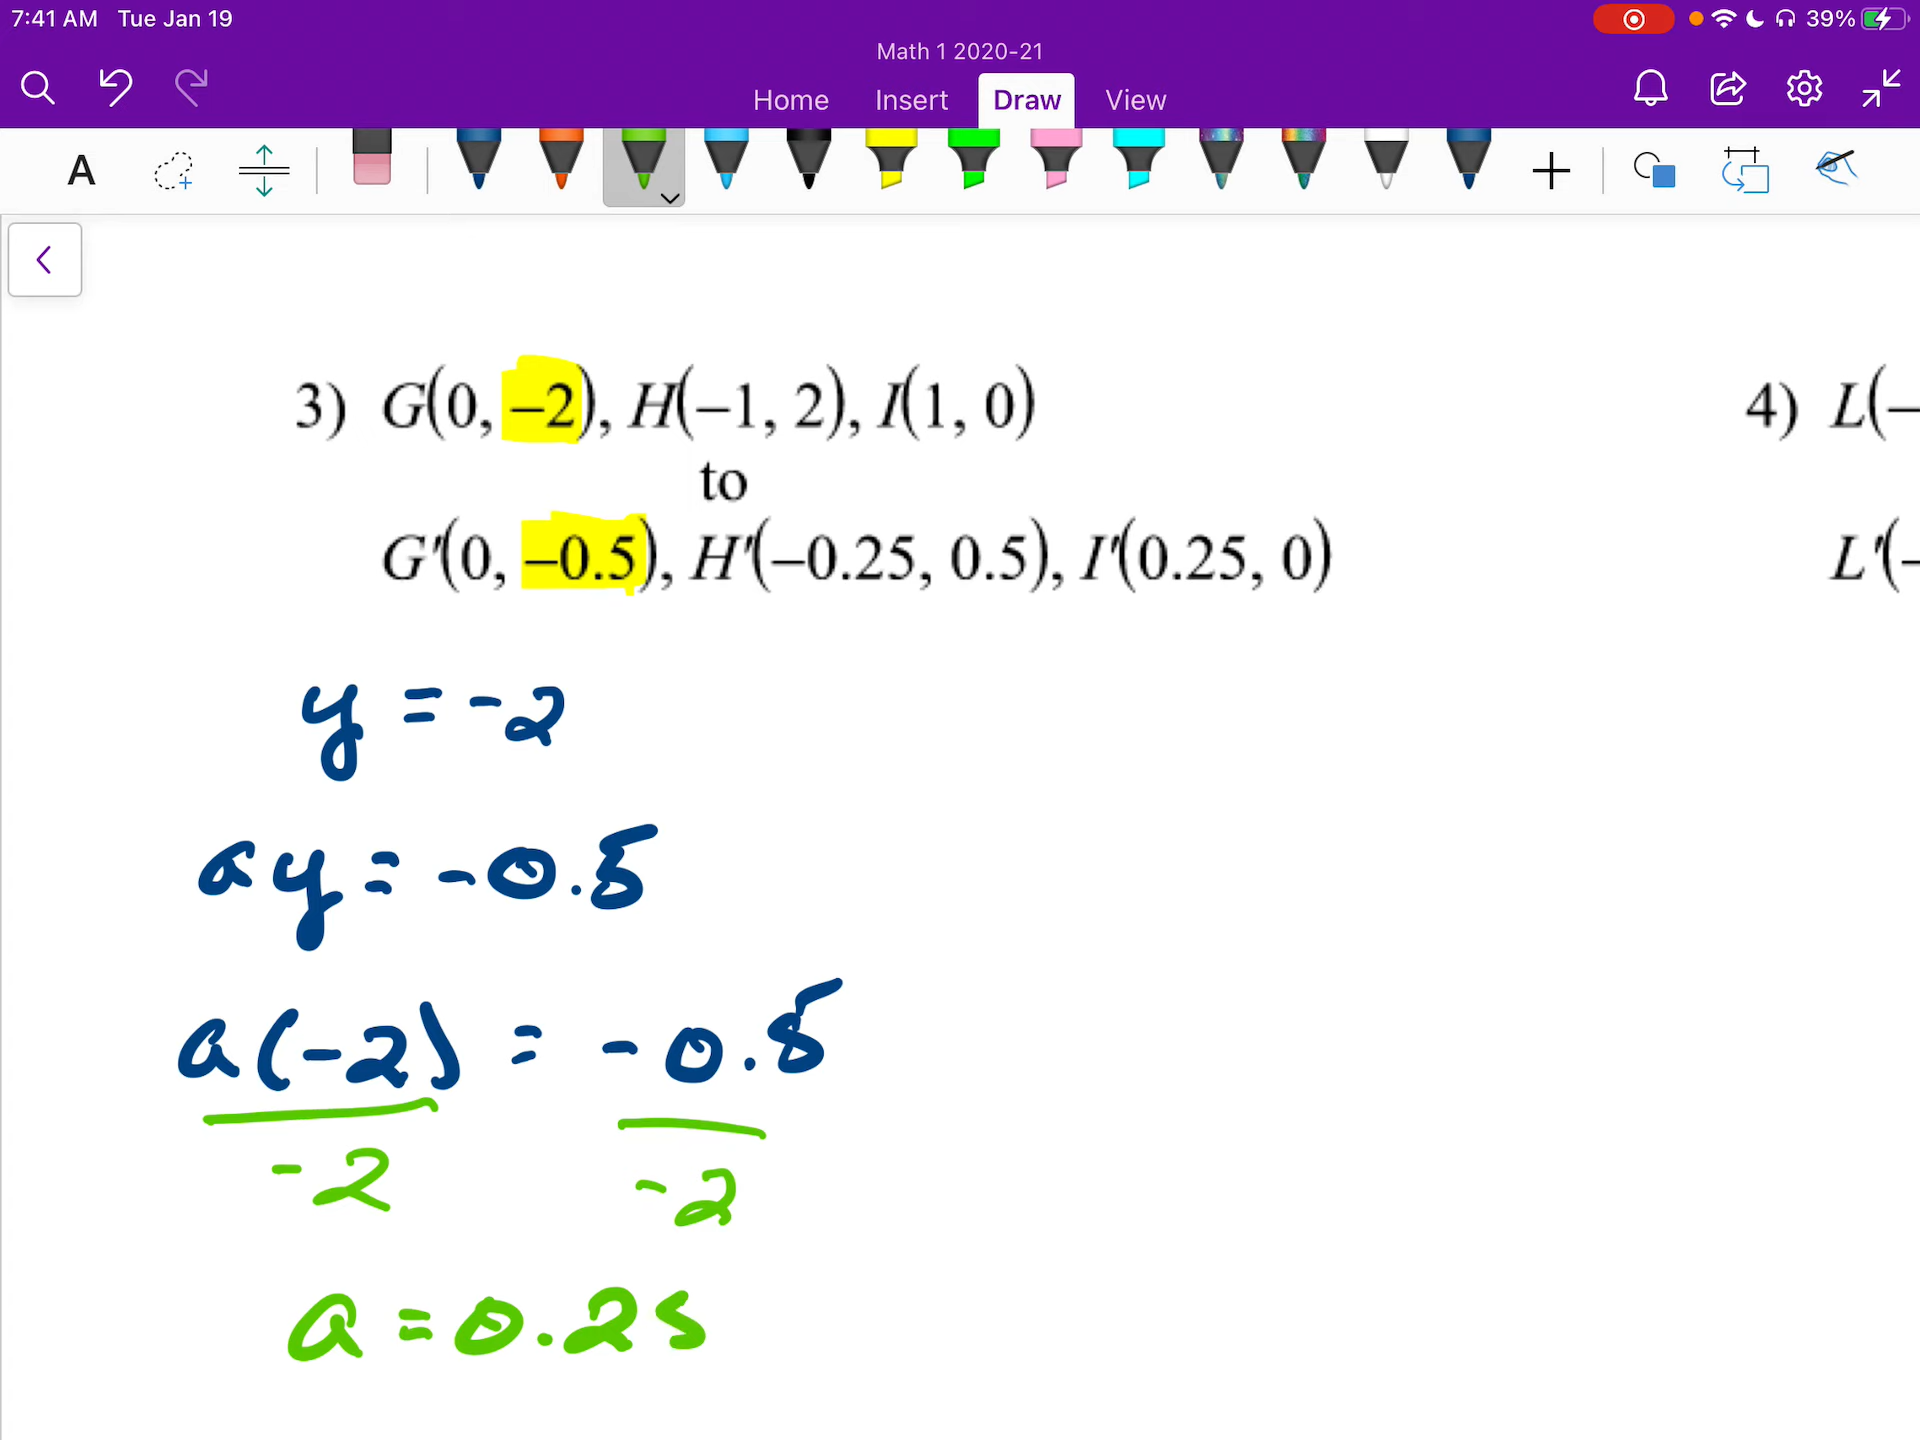 7:41 AM Tue Jan 19
39%
Math 1 2020-21
Home Insert Draw View
A
3) G(0, –2), H(–1, 2), I(1, 0)
to
G'(0, –0.5), H'(–0.25, 0.5), I'(0.25, 0)
4) L(–
L'(–
y = -2
ay = -0.5
a(-2) = -0.5
-2 -2
a = 0.25